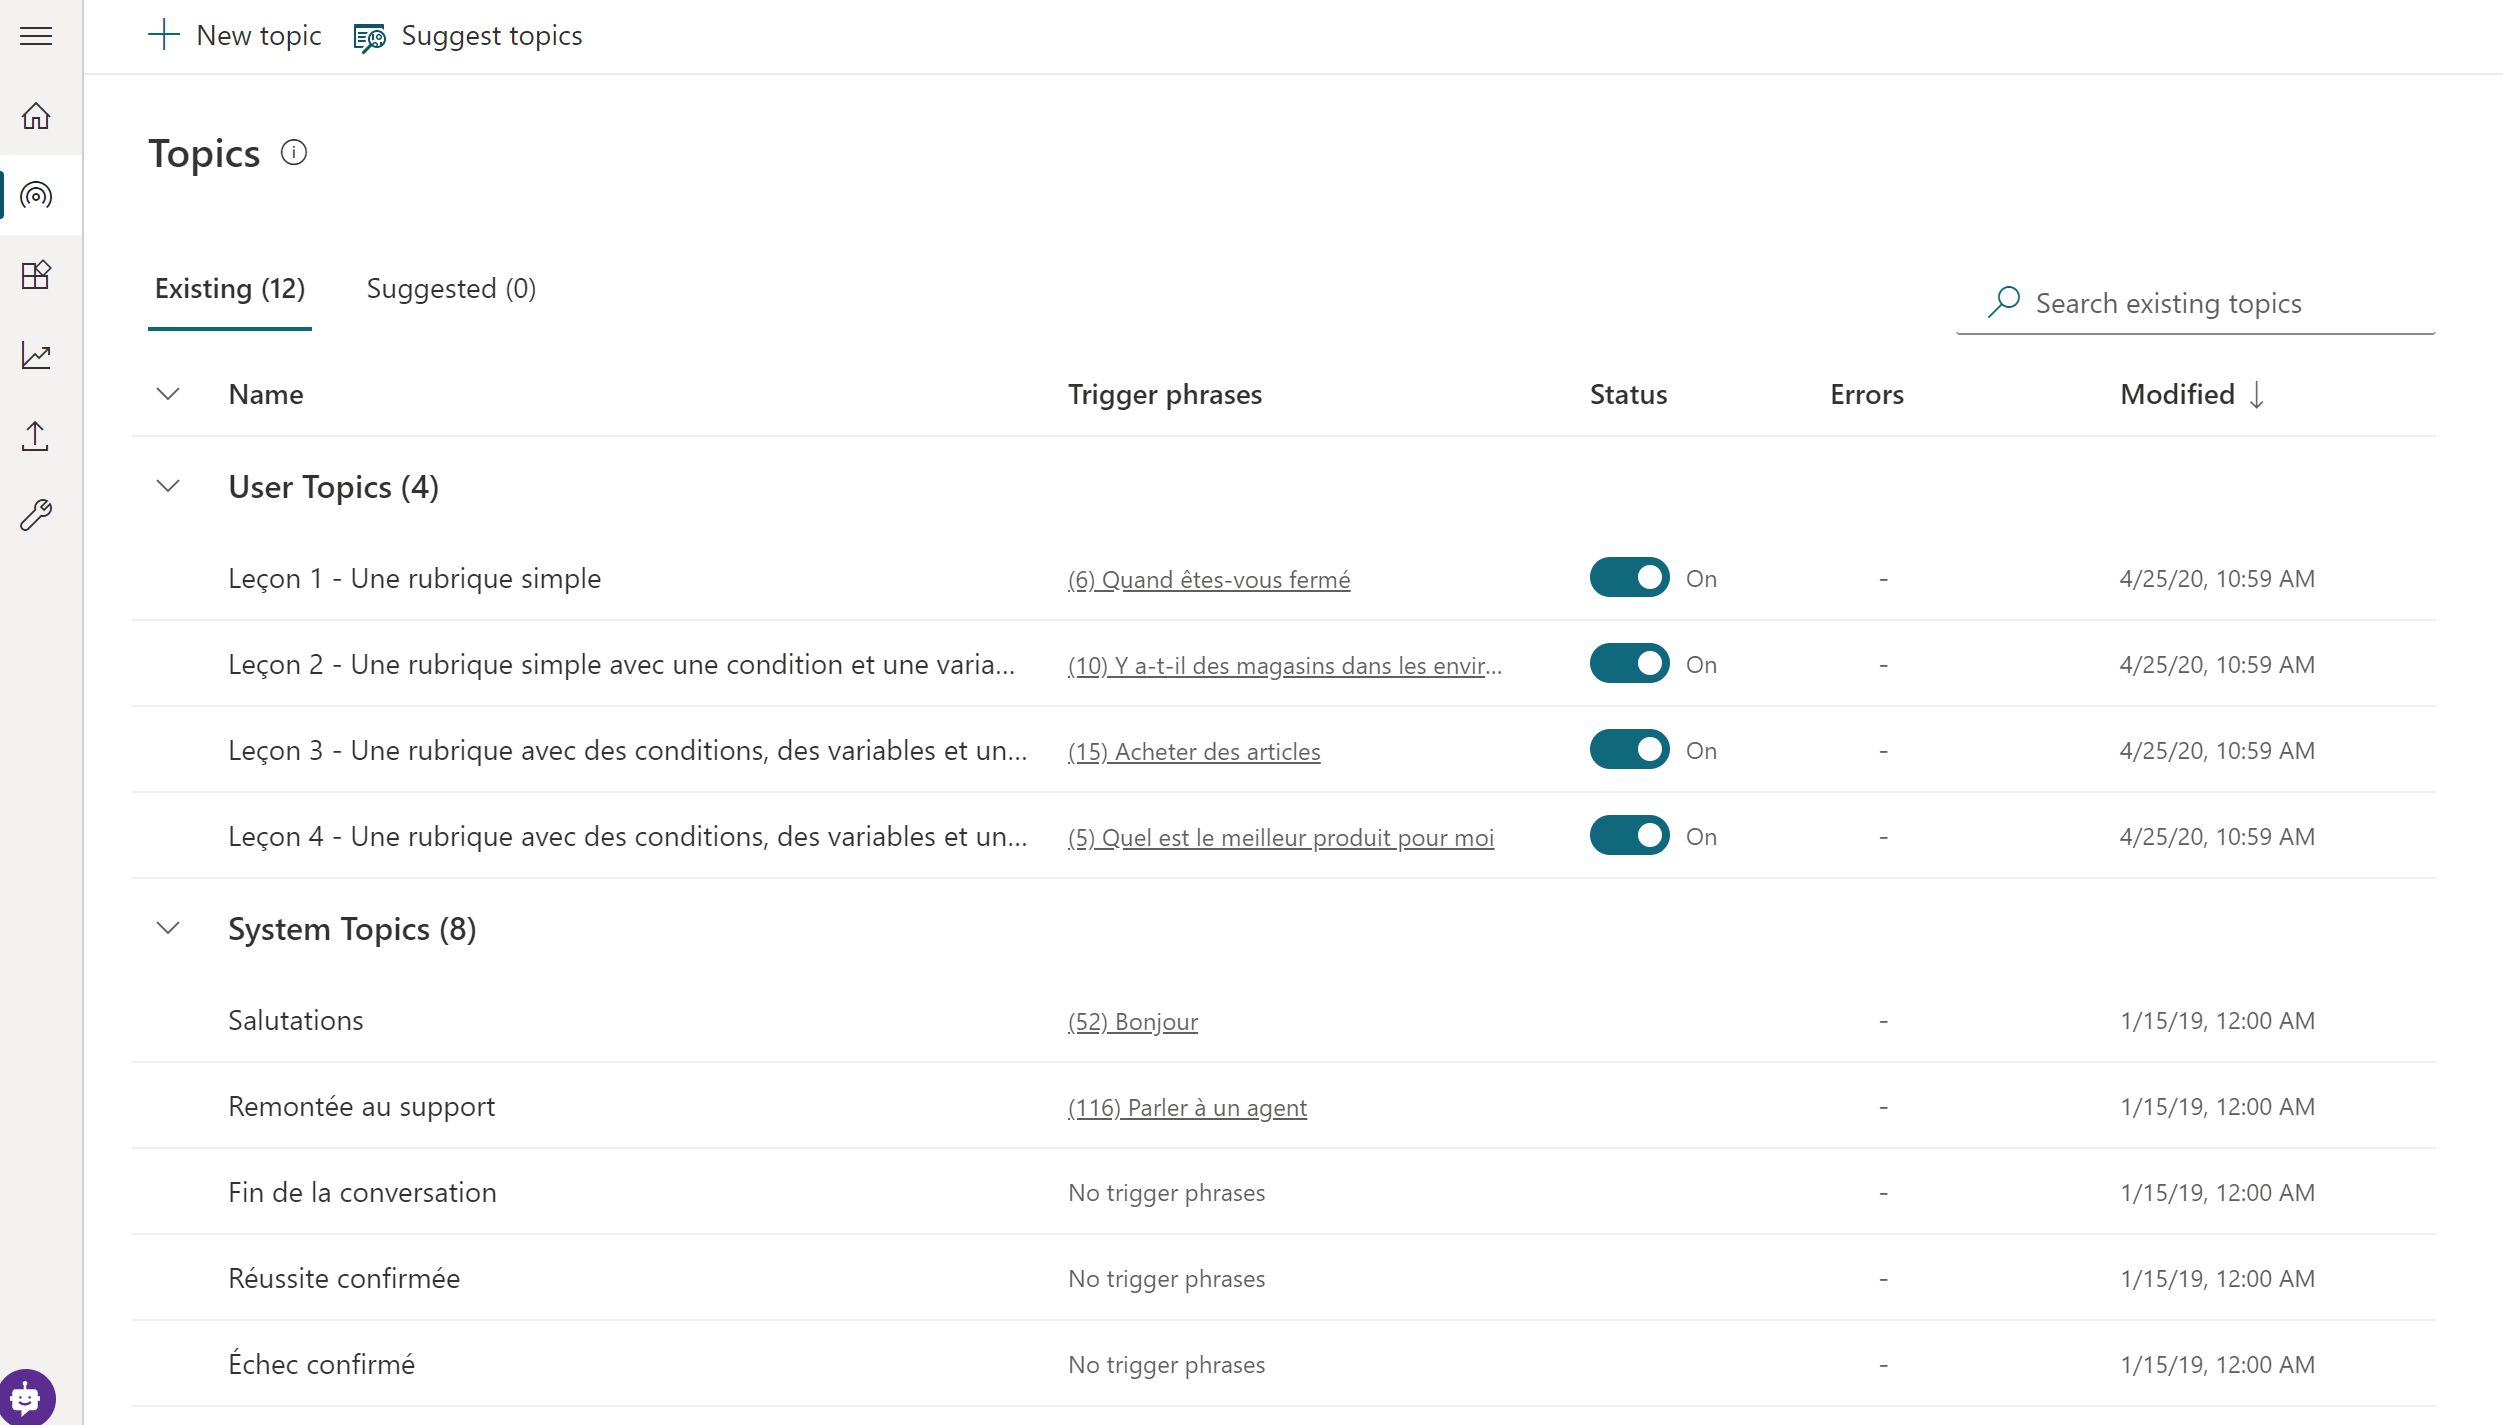 New topic Suggest topics
Topics
Existing (12) Suggested (0)
Search existing topics
Name Trigger phrases Status Errors Modified ↓
User Topics (4)
Leçon 1 - Une rubrique simple (6) Quand êtes-vous fermé On - 4/25/20, 10:59 AM
Leçon 2 - Une rubrique simple avec une condition et une varia... (10) Y a-t-il des magasins dans les envir... On - 4/25/20, 10:59 AM
Leçon 3 - Une rubrique avec des conditions, des variables et un... (15) Acheter des articles On - 4/25/20, 10:59 AM
Leçon 4 - Une rubrique avec des conditions, des variables et un... (5) Quel est le meilleur produit pour moi On - 4/25/20, 10:59 AM
System Topics (8)
Salutations (52) Bonjour - 1/15/19, 12:00 AM
Remontée au support (116) Parler à un agent - 1/15/19, 12:00 AM
Fin de la conversation No trigger phrases - 1/15/19, 12:00 AM
Réussite confirmée No trigger phrases - 1/15/19, 12:00 AM
Échec confirmé No trigger phrases - 1/15/19, 12:00 AM